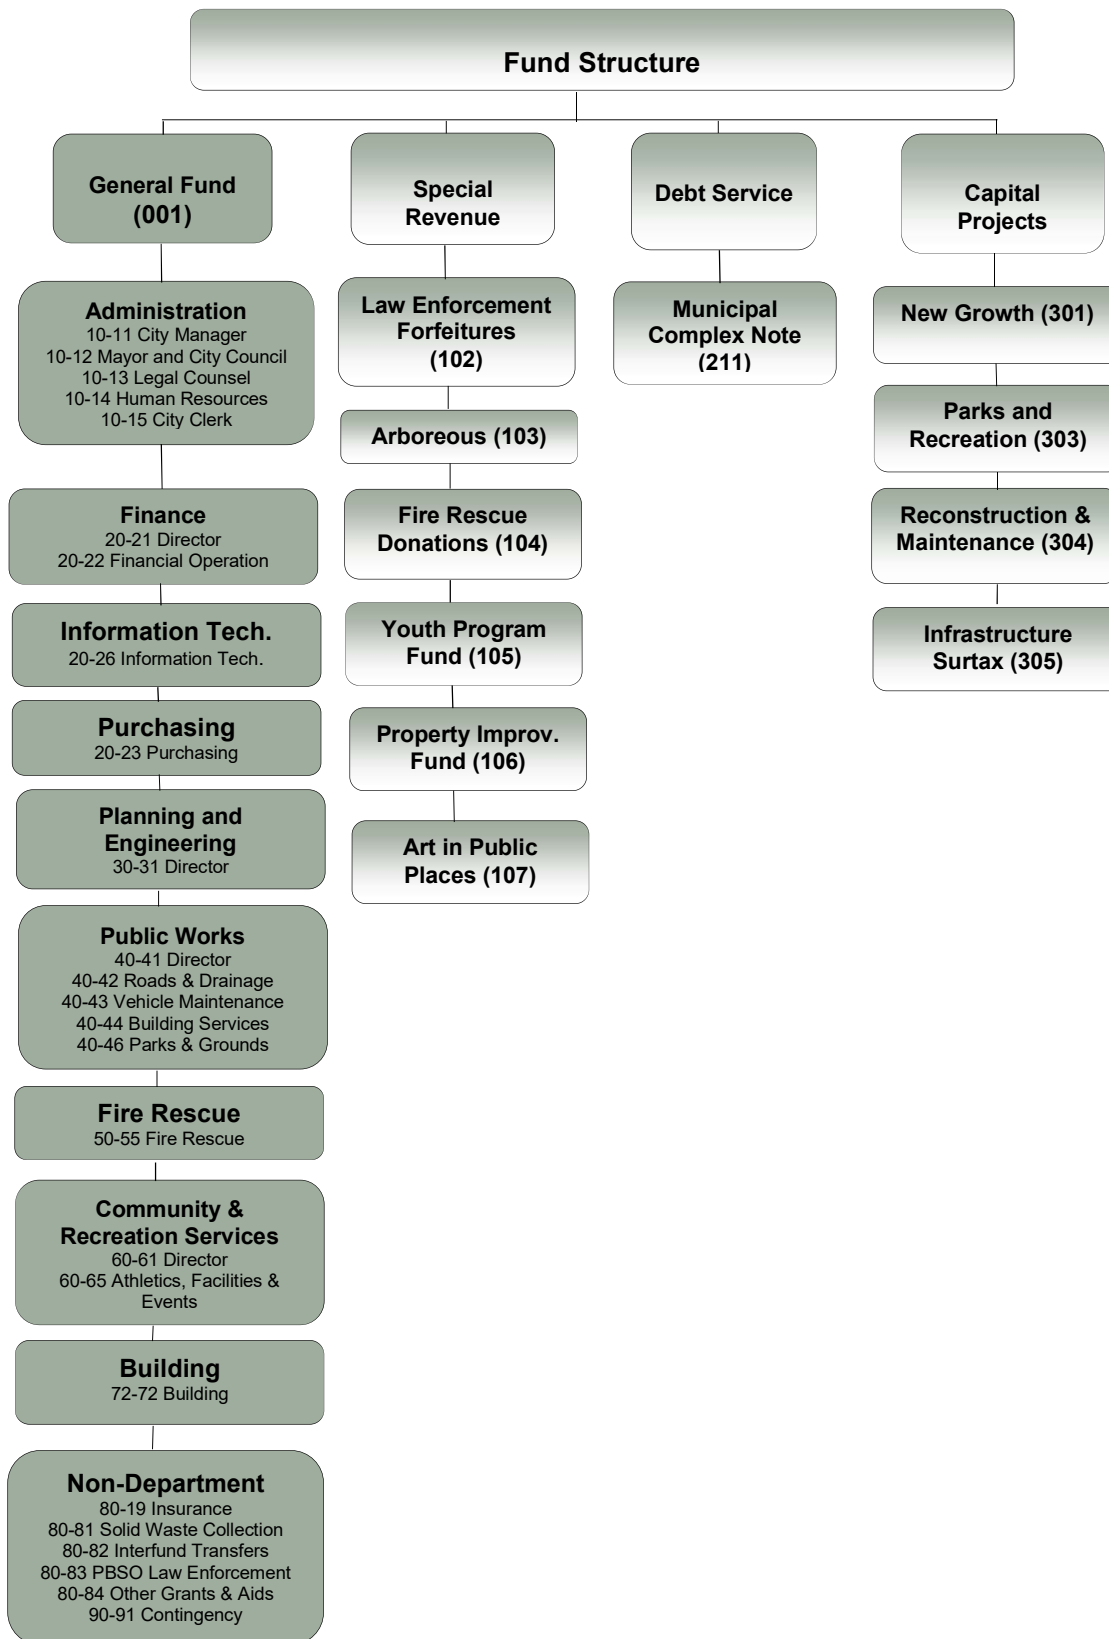 Fund Structure
General Fund
(001)
Administration
10-11 City Manager
10-12 Mayor and City Council
10-13 Legal Counsel
10-14 Human Resources
10-15 City Clerk
Finance
20-21 Director
20-22 Financial Operation
Information Tech.
20-26 Information Tech.
Purchasing
20-23 Purchasing
Planning and
Engineering
30-31 Director
Public Works
40-41 Director
40-42 Roads & Drainage
40-43 Vehicle Maintenance
40-44 Building Services
40-46 Parks & Grounds
Fire Rescue
50-55 Fire Rescue
Community &
Recreation Services
60-61 Director
60-65 Athletics, Facilities &
Events
Building
72-72 Building
Non-Department
80-19 Insurance
80-81 Solid Waste Collection
80-82 Interfund Transfers
80-83 PBSO Law Enforcement
80-84 Other Grants & Aids
90-91 Contingency
Special
Revenue
Law Enforcement
Forfeitures
(102)
Arboreous (103)
Fire Rescue
Donations (104)
Youth Program
Fund (105)
Property Improv.
Fund (106)
Art in Public
Places (107)
Debt Service
Municipal
Complex Note
(211)
Capital
Projects
New Growth (301)
Parks and
Recreation (303)
Reconstruction &
Maintenance (304)
Infrastructure
Surtax (305)